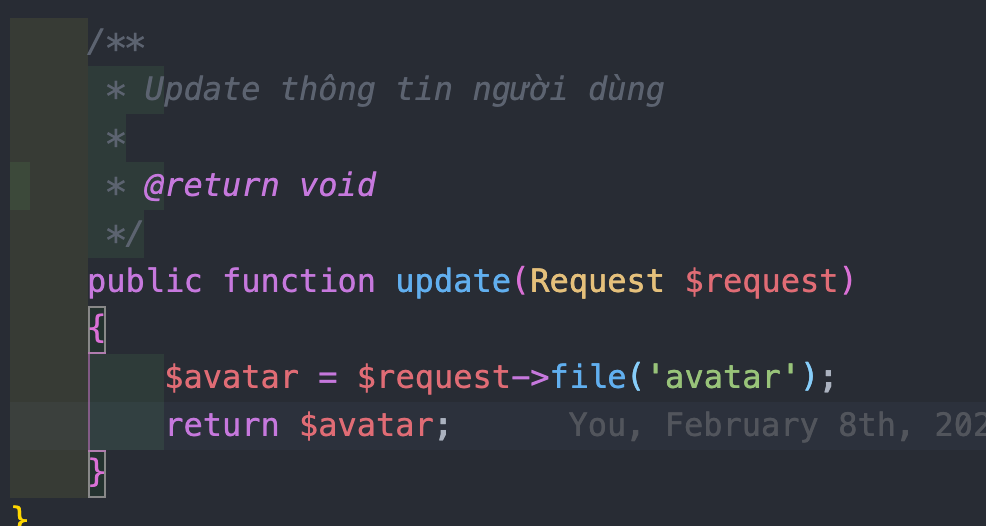 /**
* Update thông tin người dùng
*
* @return void
*/
public function update(Request $request)
{
$avatar = $request->file('avatar');
return $avatar; You, February 8th, 202
}
}